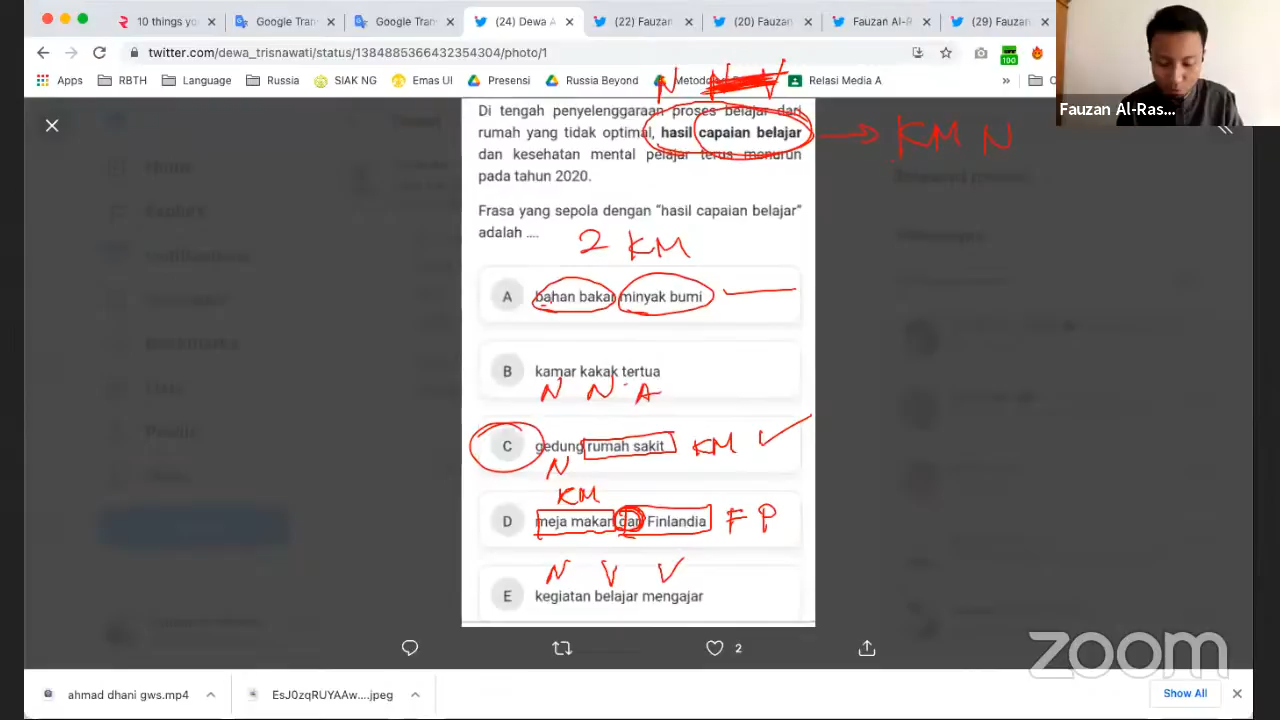 10 things yo
Google Tran
Google Tran
(24) Dewa A
(22) Fauzan
(20) Fauzan
Fauzan Al-R
(29) Fauzan
twitter.com/dewa_trisnawati/status/1384885366432354304/photo/1
100
Apps
RBTH
Language
Russia
SIAK NG
Emas UI
Presensi
Russia Beyond
Relasi Media A
»
Fauzan Al-Ras...
N
Di tengah penyelenggaraan proses belajar dari
rumah yang tidak optimal, hasil capaian belajar
KM N
dan kesehatan mental pelajar terus menurun
pada tahun 2020.
Frasa yang sepola dengan "hasil capaian belajar"
adalah ....
2 KM
A bahan bakar minyak bumi
B kamar kakak tertua
N N A
C gedung rumah sakit KM
N
KM
D meja makan dari Finlandia F P
N V V
E kegiatan belajar mengajar
2
zoom
ahmad dhani gws.mp4
EsJ0zqRUYAAw....jpeg
Show All